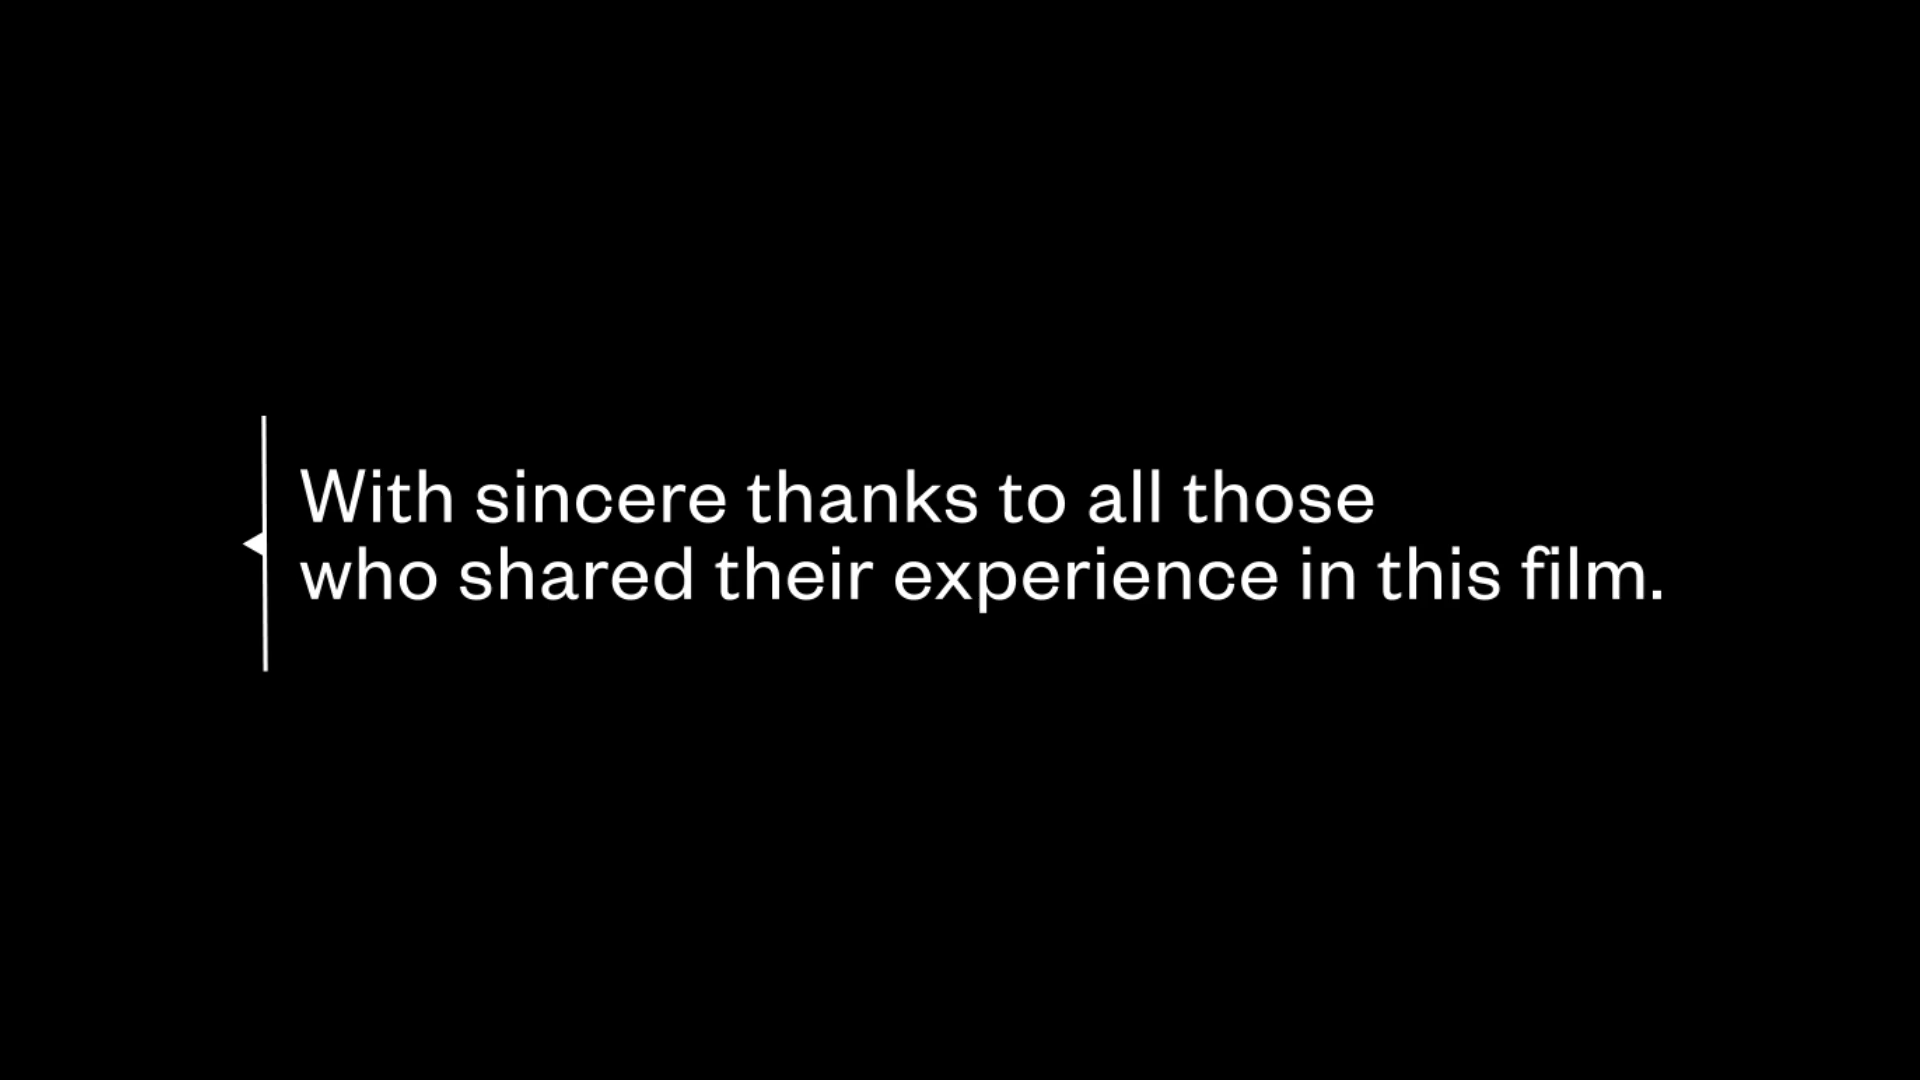 With sincere thanks to all those
who shared their experience in this film.